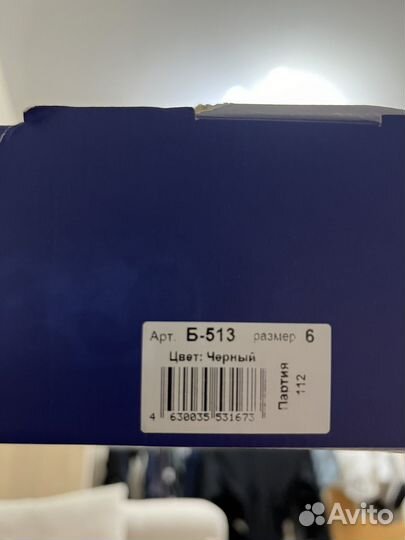 Арт. Б-513 размер 6
Цвет: Черный
4 630035 531673
Партия
112
Avito